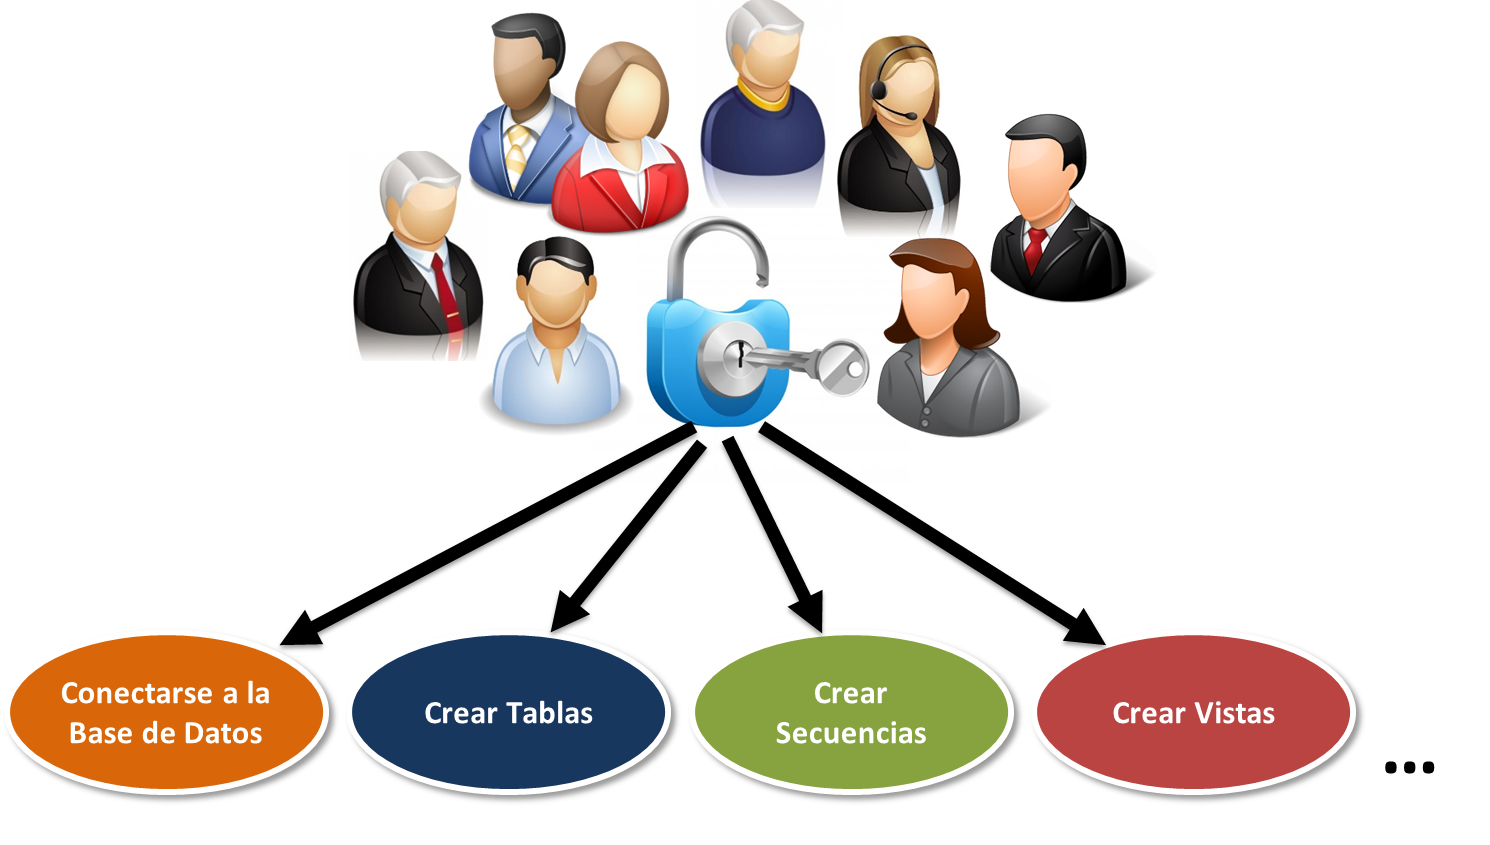 Conectarse a la
Base de Datos
Crear Tablas
Crear
Secuencias
Crear Vistas
...